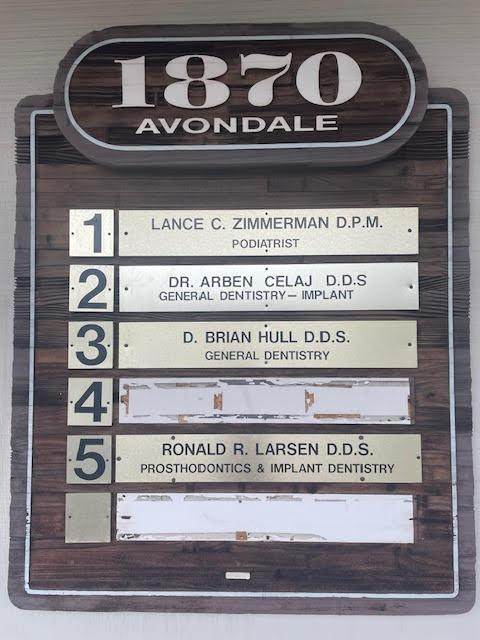 1870
AVONDALE
1 LANCE C. ZIMMERMAN D.P.M.
PODIATRIST
2 DR. ARBEN CELAJ D.D.S
GENERAL DENTISTRY– IMPLANT
3 D. BRIAN HULL D.D.S.
GENERAL DENTISTRY
4
5 RONALD R. LARSEN D.D.S.
PROSTHODONTICS & IMPLANT DENTISTRY